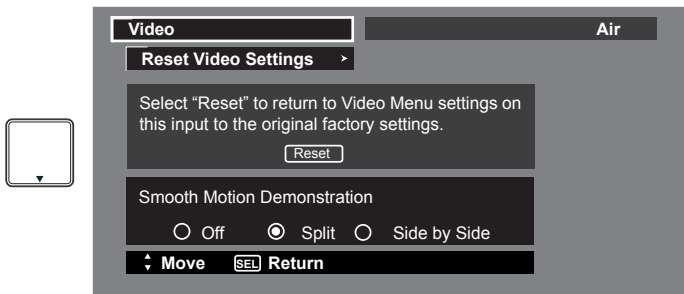 Video Air
Reset Video Settings >
Select “Reset” to return to Video Menu settings on
this input to the original factory settings.
Reset
Smooth Motion Demonstration
Off Split Side by Side
Move SEL Return